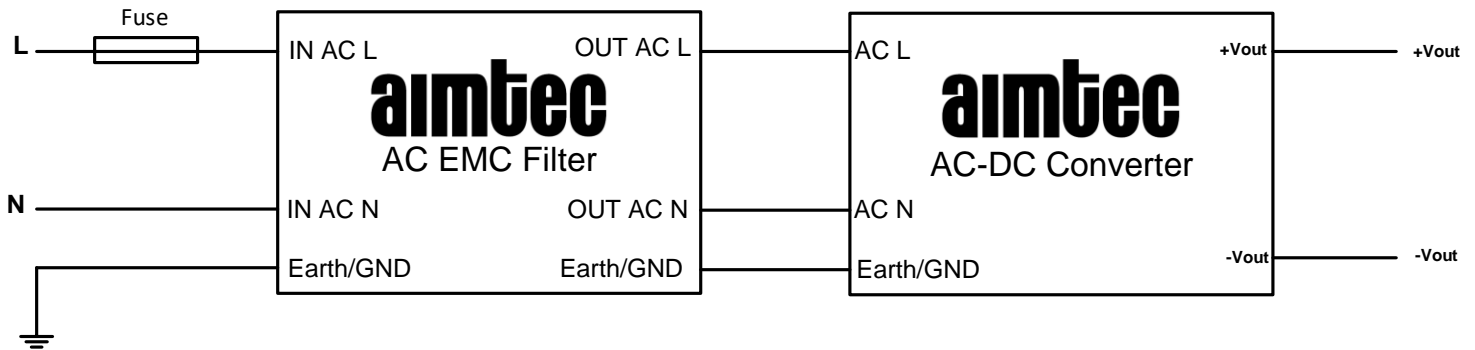 Fuse
L
IN AC L
OUT AC L
AC L
+Vout
+Vout
aimtec
AC EMC Filter
aimtec
AC-DC Converter
N
IN AC N
OUT AC N
AC N
Earth/GND
Earth/GND
Earth/GND
-Vout
-Vout